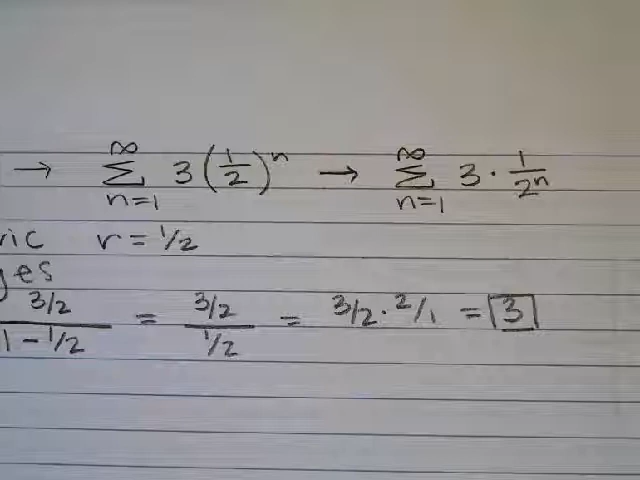 → ∞∑n=1 3(1/2)^n → ∞∑n=1 3·1/2^n
ric r = 1/2
ges
3/2 / 1 - 1/2 = 3/2 / 1/2 = 3/2 · 2/1 = 3